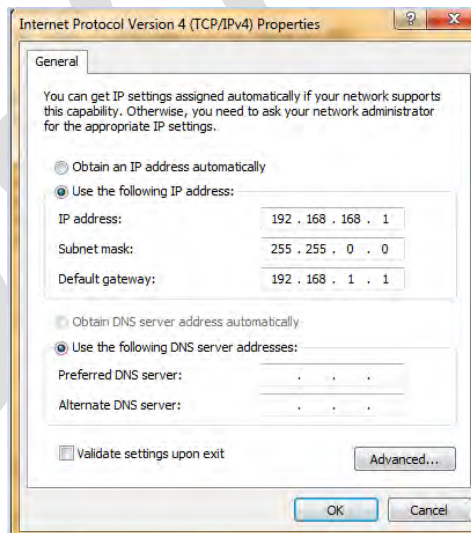 Internet Protocol Version 4 (TCP/IPv4) Properties
General
You can get IP settings assigned automatically if your network supports
this capability. Otherwise, you need to ask your network administrator
for the appropriate IP settings.
Obtain an IP address automatically
Use the following IP address:
IP address: 192 . 168 . 168 . 1
Subnet mask: 255 . 255 . 0 . 0
Default gateway: 192 . 168 . 1 . 1
Obtain DNS server address automatically
Use the following DNS server addresses:
Preferred DNS server: . . .
Alternate DNS server: . . .
Validate settings upon exit
Advanced...
OK Cancel